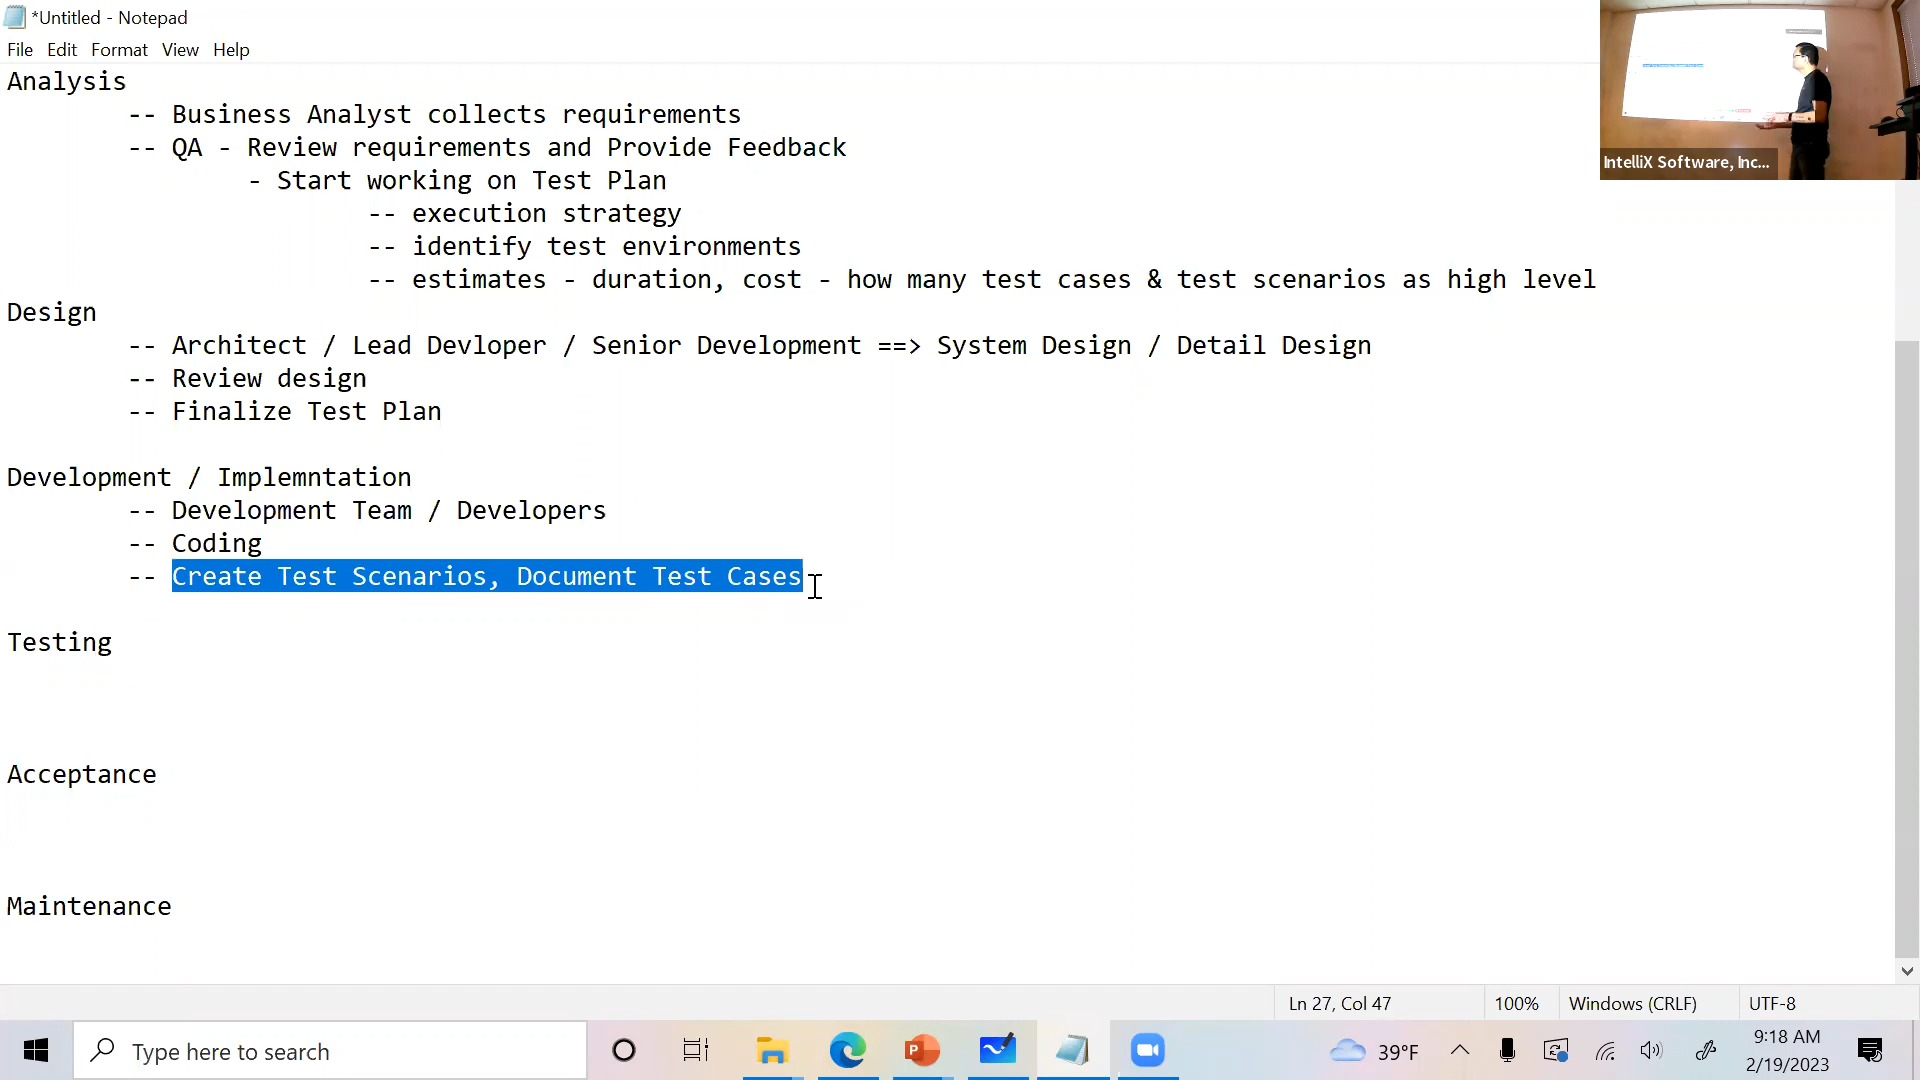 *Untitled - Notepad
File Edit Format View Help
Analysis
-- Business Analyst collects requirements
-- QA - Review requirements and Provide Feedback
- Start working on Test Plan
-- execution strategy
-- identify test environments
-- estimates - duration, cost - how many test cases & test scenarios as high level
Design
-- Architect / Lead Devloper / Senior Development ==> System Design / Detail Design
-- Review design
-- Finalize Test Plan
Development / Implemntation
-- Development Team / Developers
-- Coding
-- Create Test Scenarios, Document Test Cases
Testing
Acceptance
Maintenance
IntelliX Software, Inc...
Ln 27, Col 47 100% Windows (CRLF) UTF-8
Type here to search
39°F
9:18 AM
2/19/2023